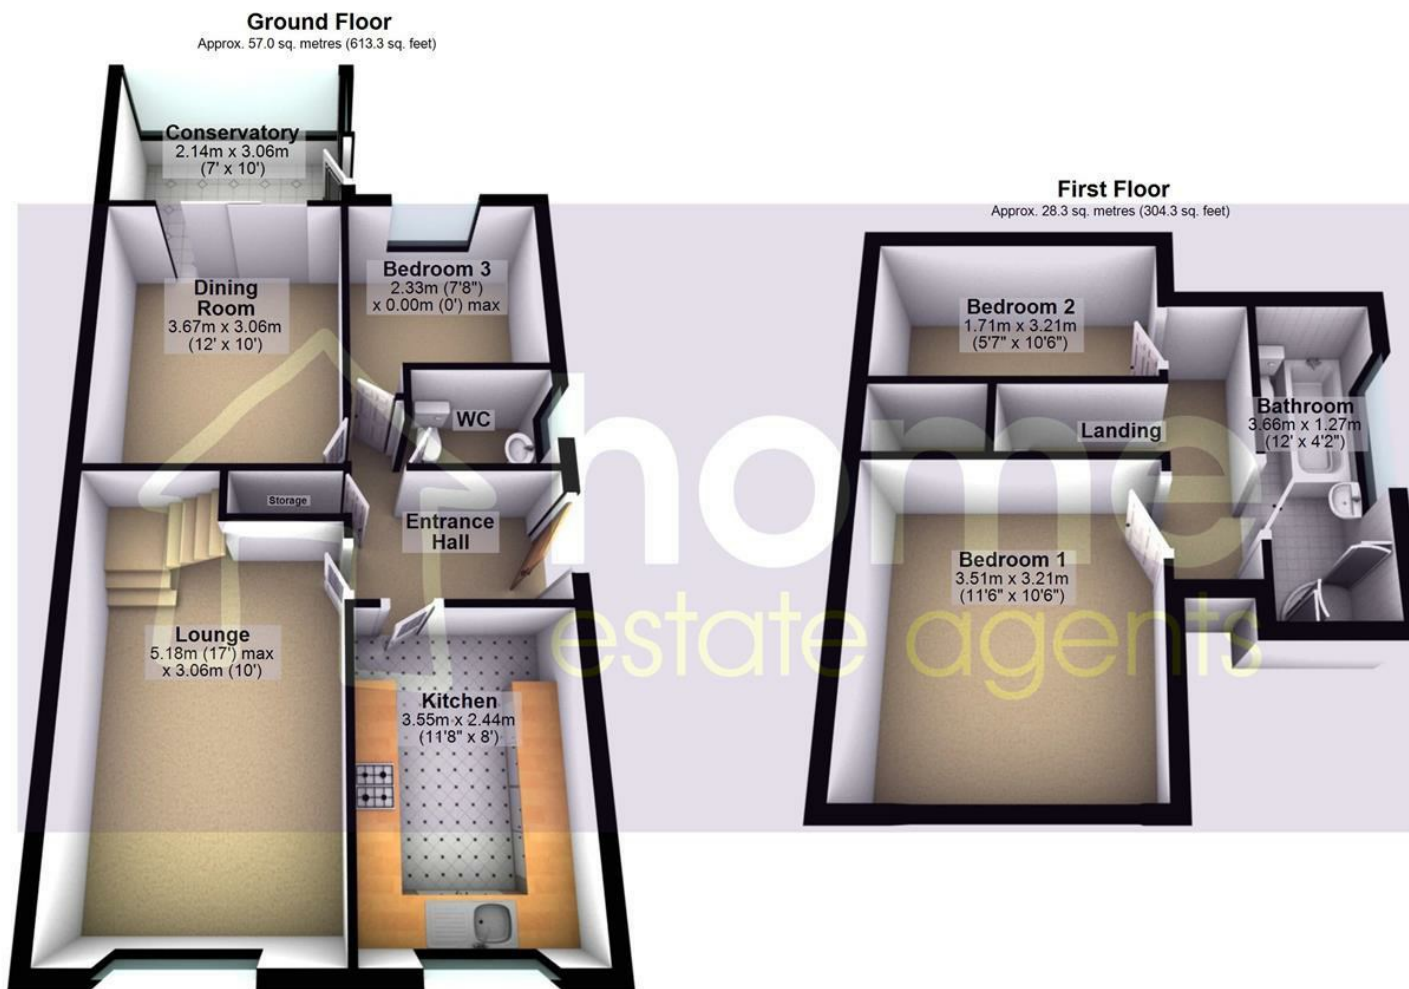 Ground Floor
Approx. 57.0 sq. metres (613.3 sq. feet)
Conservatory
2.14m x 3.06m
(7' x 10')
Dining
Room
3.67m x 3.06m
(12' x 10')
Bedroom 3
2.33m (7'8")
x 0.00m (0') max
WC
Storage
Entrance
Hall
Lounge
5.18m (17') max
x 3.06m (10')
Kitchen
3.55m x 2.44m
(11'8" x 8')
First Floor
Approx. 28.3 sq. metres (304.3 sq. feet)
Bedroom 2
1.71m x 3.21m
(5'7" x 10'6")
Landing
Bathroom
3.66m x 1.27m
(12' x 4'2")
Bedroom 1
3.51m x 3.21m
(11'6" x 10'6")
home
estate agents